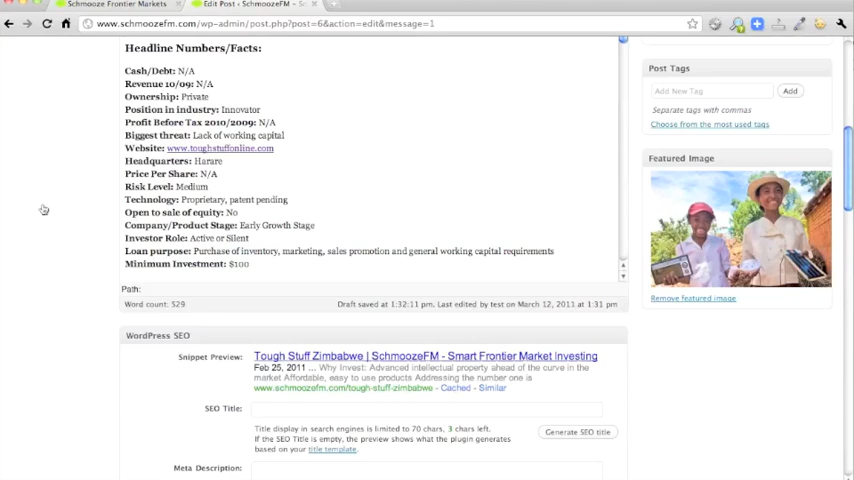 Schmooze Frontier Markets
Edit Post ‹ SchmoozeFM – S…
www.schmoozefm.com/wp-admin/post.php?post=6&action=edit&message=1
Headline Numbers/Facts:
Cash/Debt: N/A
Revenue 10/09: N/A
Ownership: Private
Position in industry: Innovator
Profit Before Tax 2010/2009: N/A
Biggest threat: Lack of working capital
Website: www.toughstuffonline.com
Headquarters: Harare
Price Per Share: N/A
Risk Level: Medium
Technology: Proprietary, patent pending
Open to sale of equity: No
Company/Product Stage: Early Growth Stage
Investor Role: Active or Silent
Loan purpose: Purchase of inventory, marketing, sales promotion and general working capital requirements
Minimum Investment: $100
Path:
Word count: 529
Draft saved at 1:32:11 pm. Last edited by test on March 12, 2011 at 1:31 pm
Post Tags
Add New Tag
Add
Separate tags with commas
Choose from the most used tags
Featured Image
Remove featured image
WordPress SEO
Snippet Preview:
Tough Stuff Zimbabwe | SchmoozeFM - Smart Frontier Market Investing
Feb 25, 2011 ... Why Invest: Advanced intellectual property ahead of the curve in the
market Affordable, easy to use products Addressing the number one is
www.schmoozefm.com/tough-stuff-zimbabwe - Cached - Similar
SEO Title:
Title display in search engines is limited to 70 chars, 3 chars left.
If the SEO Title is empty, the preview shows what the plugin generates
based on your title template.
Generate SEO title
Meta Description: